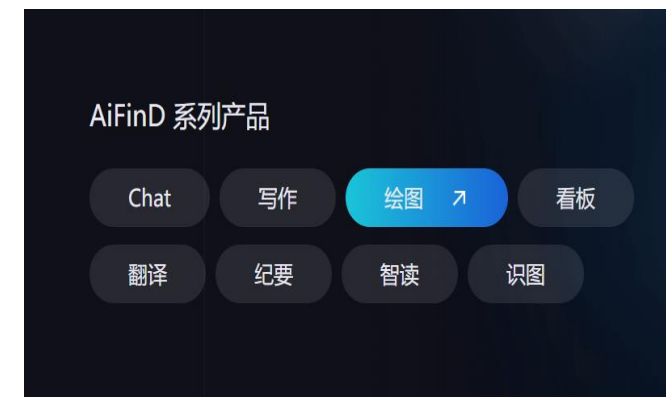 AiFinD 系列产品
Chat 写作 绘图 看板
翻译 纪要 智读 识图